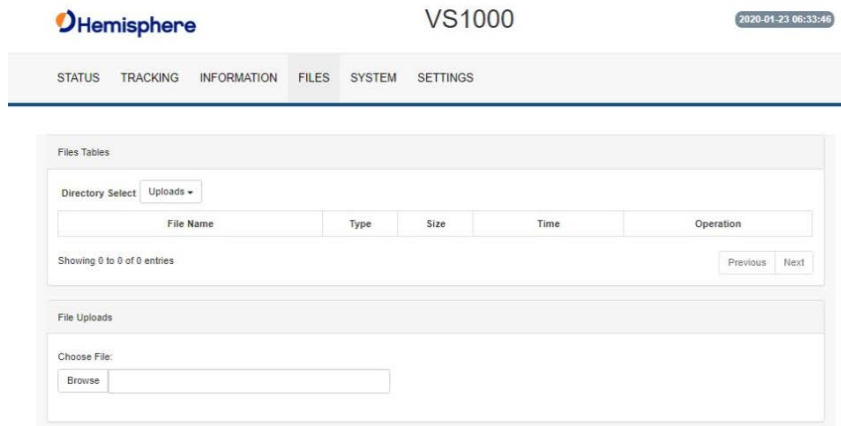 Hemisphere VS1000 2020-01-23 06:33:46
STATUS TRACKING INFORMATION FILES SYSTEM SETTINGS
Files Tables
Directory Select Uploads
File Name Type Size Time Operation
Showing 0 to 0 of 0 entries Previous Next
File Uploads
Choose File:
Browse